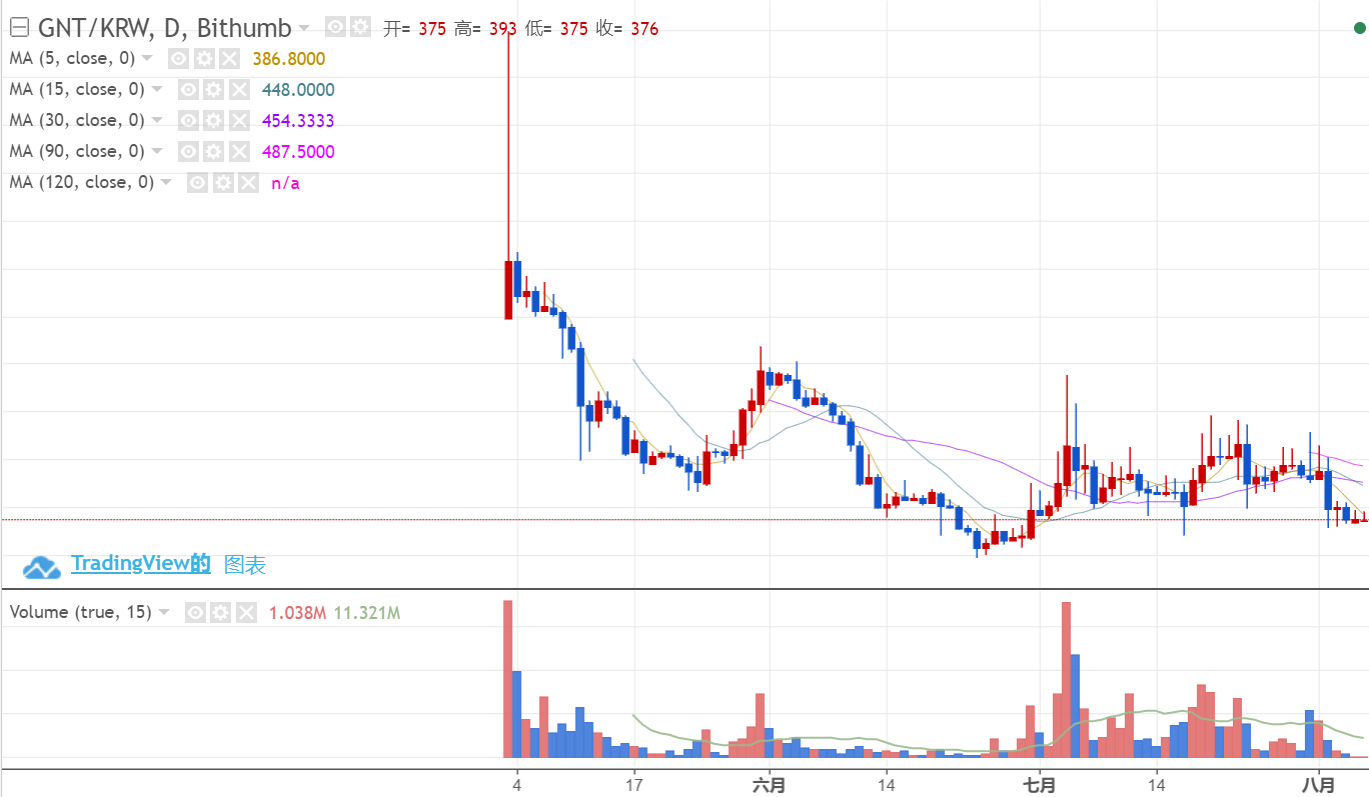 GNT/KRW, D, Bithumb 开= 375 高= 393 低= 375 收= 376
MA (5, close, 0) 386.8000
MA (15, close, 0) 448.0000
MA (30, close, 0) 454.3333
MA (90, close, 0) 487.5000
MA (120, close, 0) n/a
TradingView的 图表
Volume (true, 15) 1.038M 11.321M
4 17 六月 14 七月 14 八月